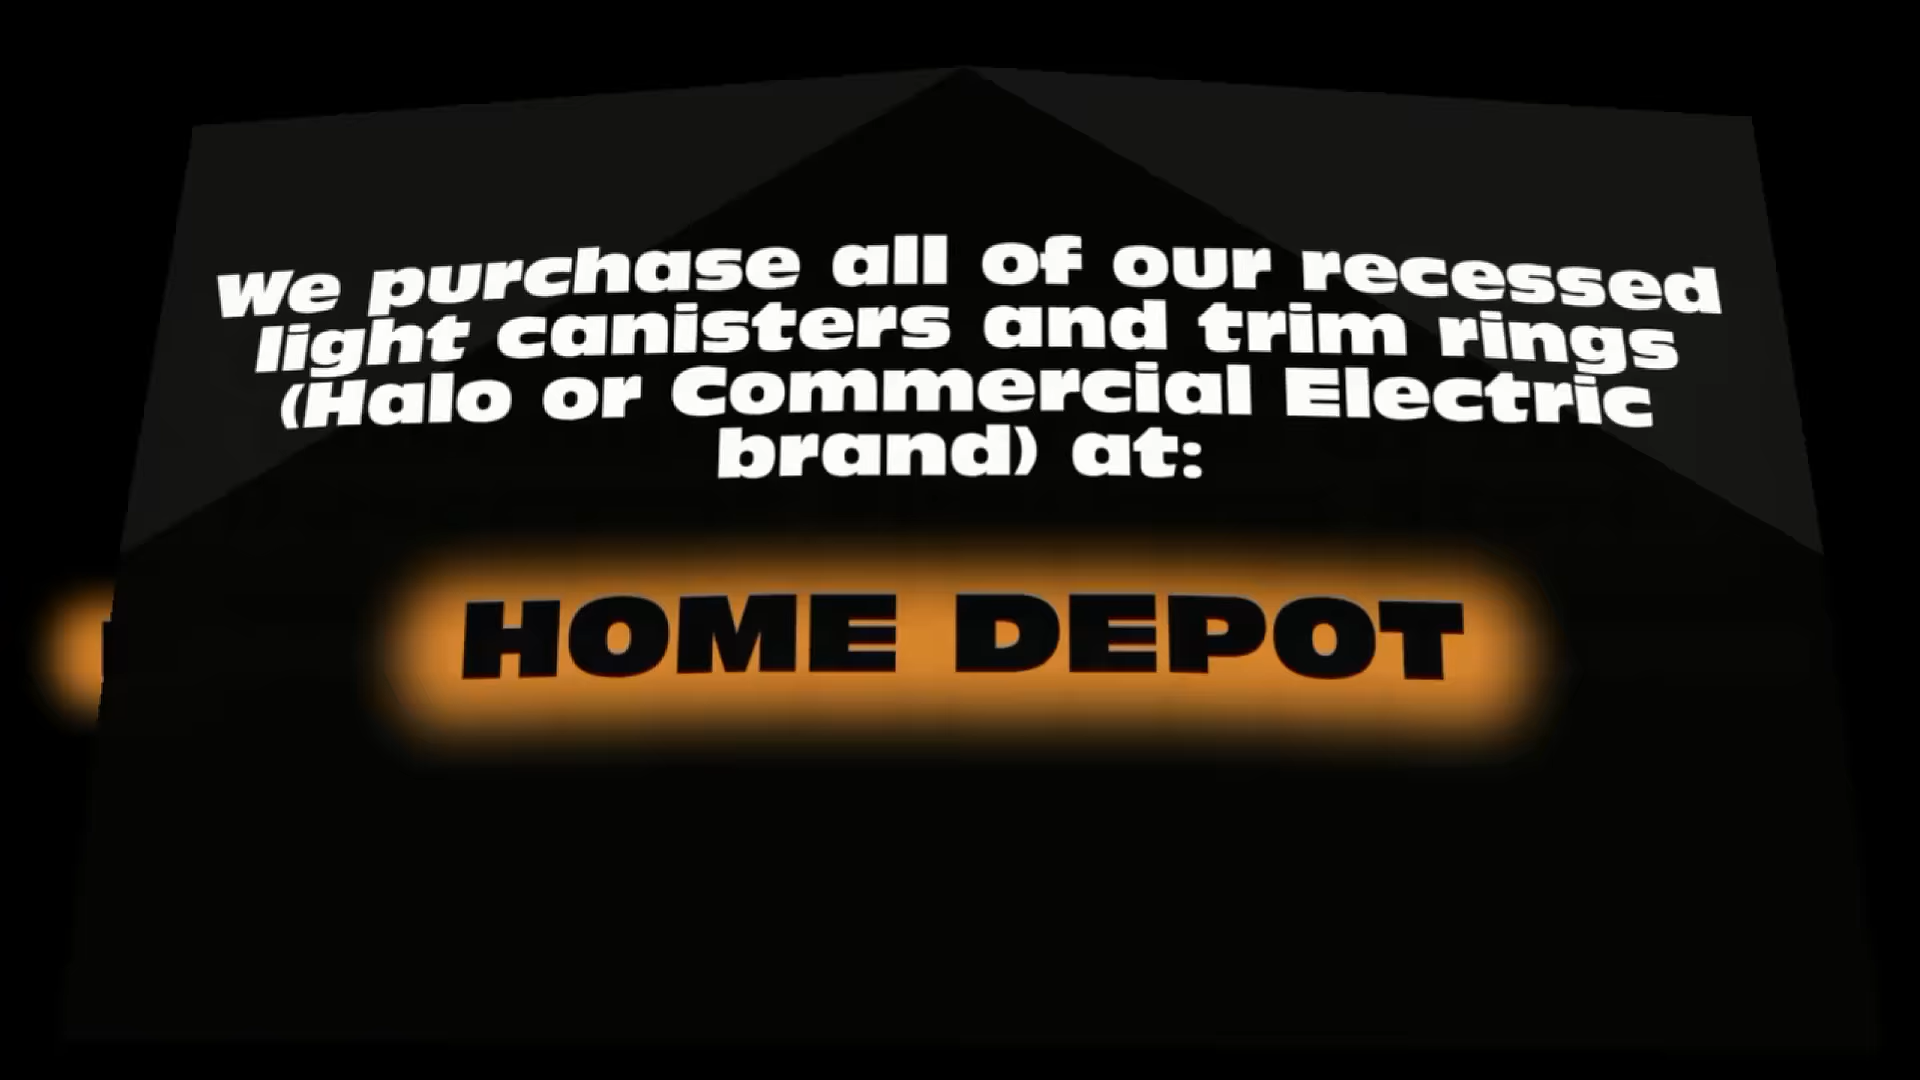 We purchase all of our recessed
light canisters and trim rings
(Halo or Commercial Electric
brand) at:
HOME DEPOT